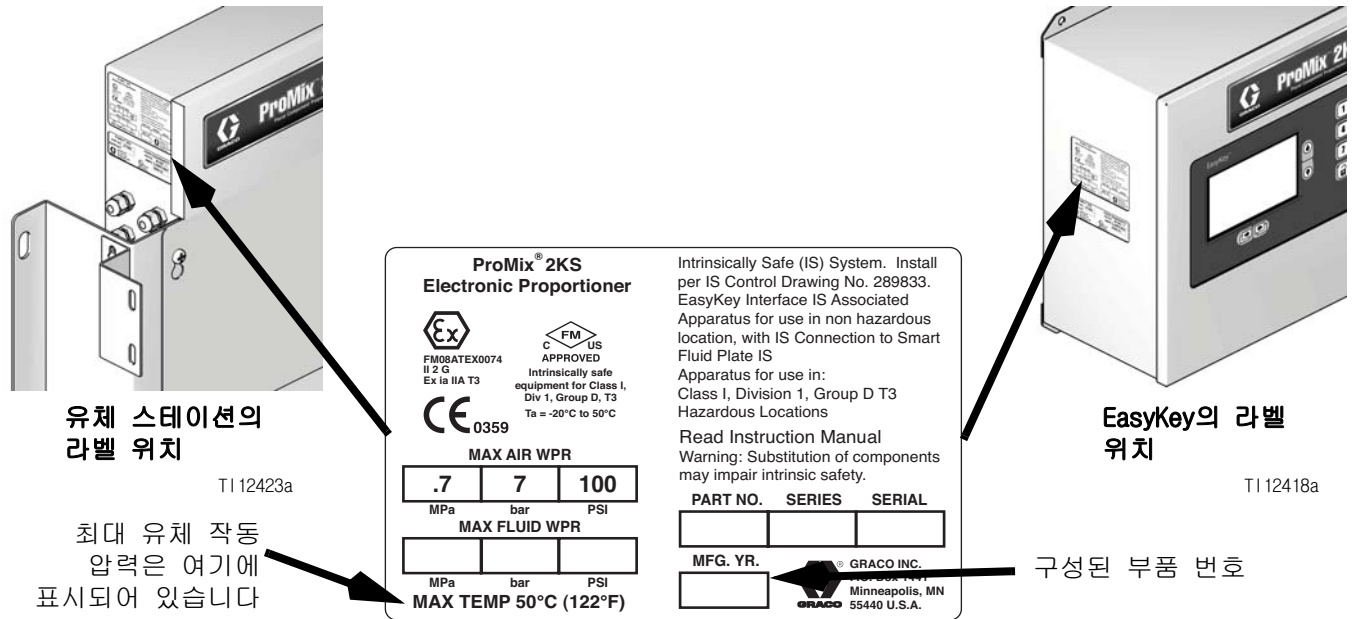 GRACO
ProMix
유체 스테이션의
라벨 위치
TI12423a
최대 유체 작동
압력은 여기에
표시되어 있습니다
ProMix® 2KS
Electronic Proportioner
Ex
FM08ATEX0074
II 2 G
Ex ia IIA T3
CE 0359
FM
C US
APPROVED
Intrinsically safe
equipment for Class I,
Div 1, Group D, T3
Ta = -20°C to 50°C
MAX AIR WPR
.7 7 100
MPa bar PSI
MAX FLUID WPR
MPa bar PSI
MAX TEMP 50°C (122°F)
Intrinsically Safe (IS) System. Install
per IS Control Drawing No. 289833.
EasyKey Interface IS Associated
Apparatus for use in non hazardous
location, with IS Connection to Smart
Fluid Plate IS
Apparatus for use in:
Class I, Division 1, Group D T3
Hazardous Locations
Read Instruction Manual
Warning: Substitution of components
may impair intrinsic safety.
PART NO. SERIES SERIAL
MFG. YR.
GRACO
® GRACO INC.
Minneapolis, MN
55440 U.S.A.
GRACO
ProMix 2K
EasyKey
EasyKey의 라벨
위치
TI12418a
구성된 부품 번호